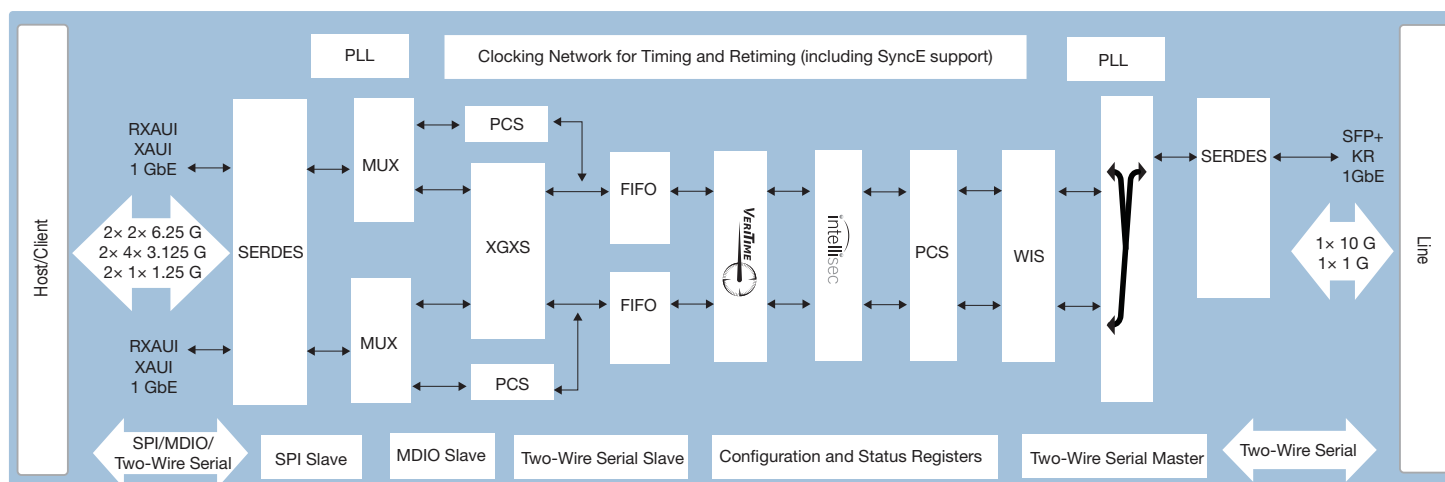 PLL
Clocking Network for Timing and Retiming (including SyncE support)
PLL
Host/Client
RXAUI
XAUI
1 GbE
2× 2× 6.25 G
2× 4× 3.125 G
2× 1× 1.25 G
RXAUI
XAUI
1 GbE
SERDES
MUX
MUX
PCS
XGXS
PCS
FIFO
FIFO
VERITIME
intellisec
PCS
WIS
SERDES
SFP+
KR
1GbE
1× 10 G
1× 1 G
Line
SPI/MDIO/
Two-Wire Serial
SPI Slave
MDIO Slave
Two-Wire Serial Slave
Configuration and Status Registers
Two-Wire Serial Master
Two-Wire Serial